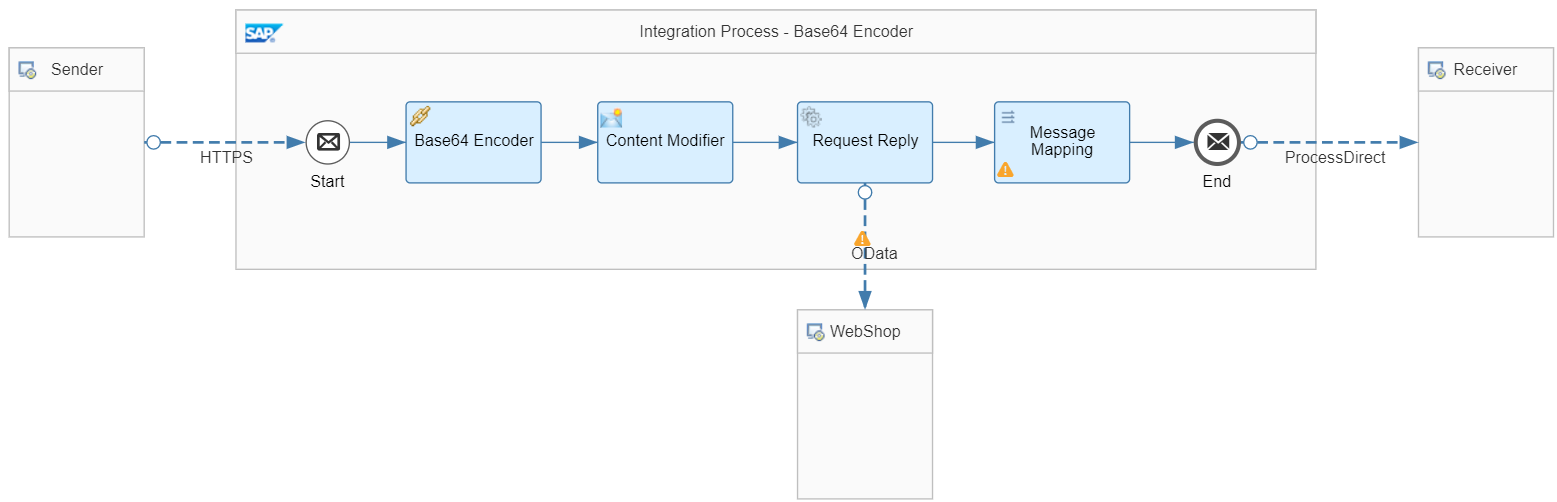 SAP
Integration Process - Base64 Encoder
Sender
Receiver
Base64 Encoder
Content Modifier
Request Reply
Message
Mapping
HTTPS
ProcessDirect
Start
End
OData
WebShop